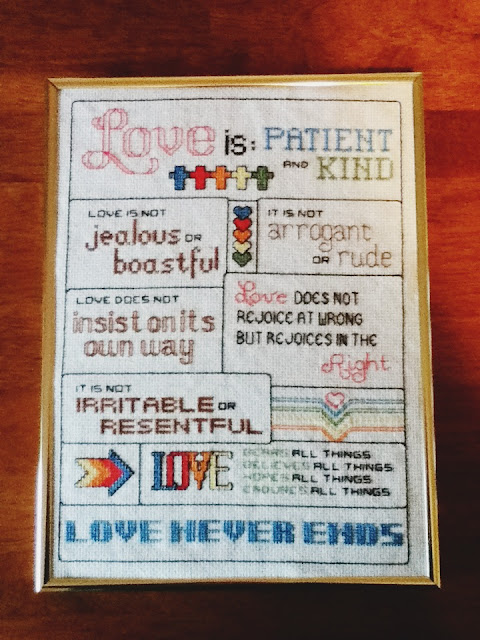 Love is: PATIENT
AND KIND
LOVE IS NOT
jealous OR
boastful
IT IS NOT
arrogant
OR rude
LOVE DOES NOT
insist on its
own way
Love DOES NOT
REJOICE AT WRONG
BUT REJOICES IN THE
Right
IT IS NOT
IRRITABLE OR
RESENTFUL
LOVE
BEARS ALL THINGS
BELIEVES ALL THINGS
HOPES ALL THINGS
ENDURES ALL THINGS
LOVE NEVER ENDS